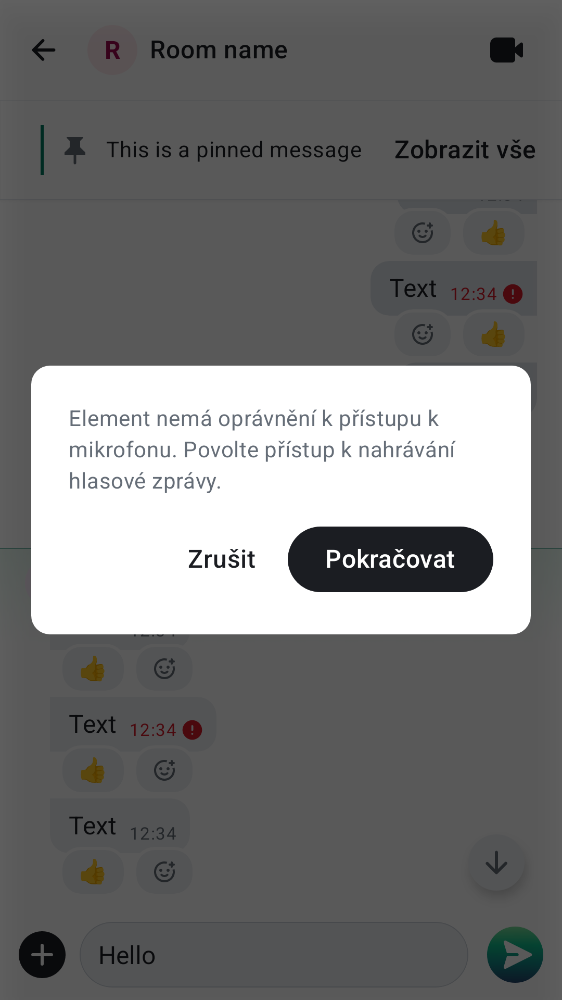 R Room name
This is a pinned message Zobrazit vše
Text 12:34
Element nemá oprávnění k přístupu k
mikrofonu. Povolte přístup k nahrávání
hlasové zprávy.
Zrušit Pokračovat
Text 12:34
Text 12:34
Hello